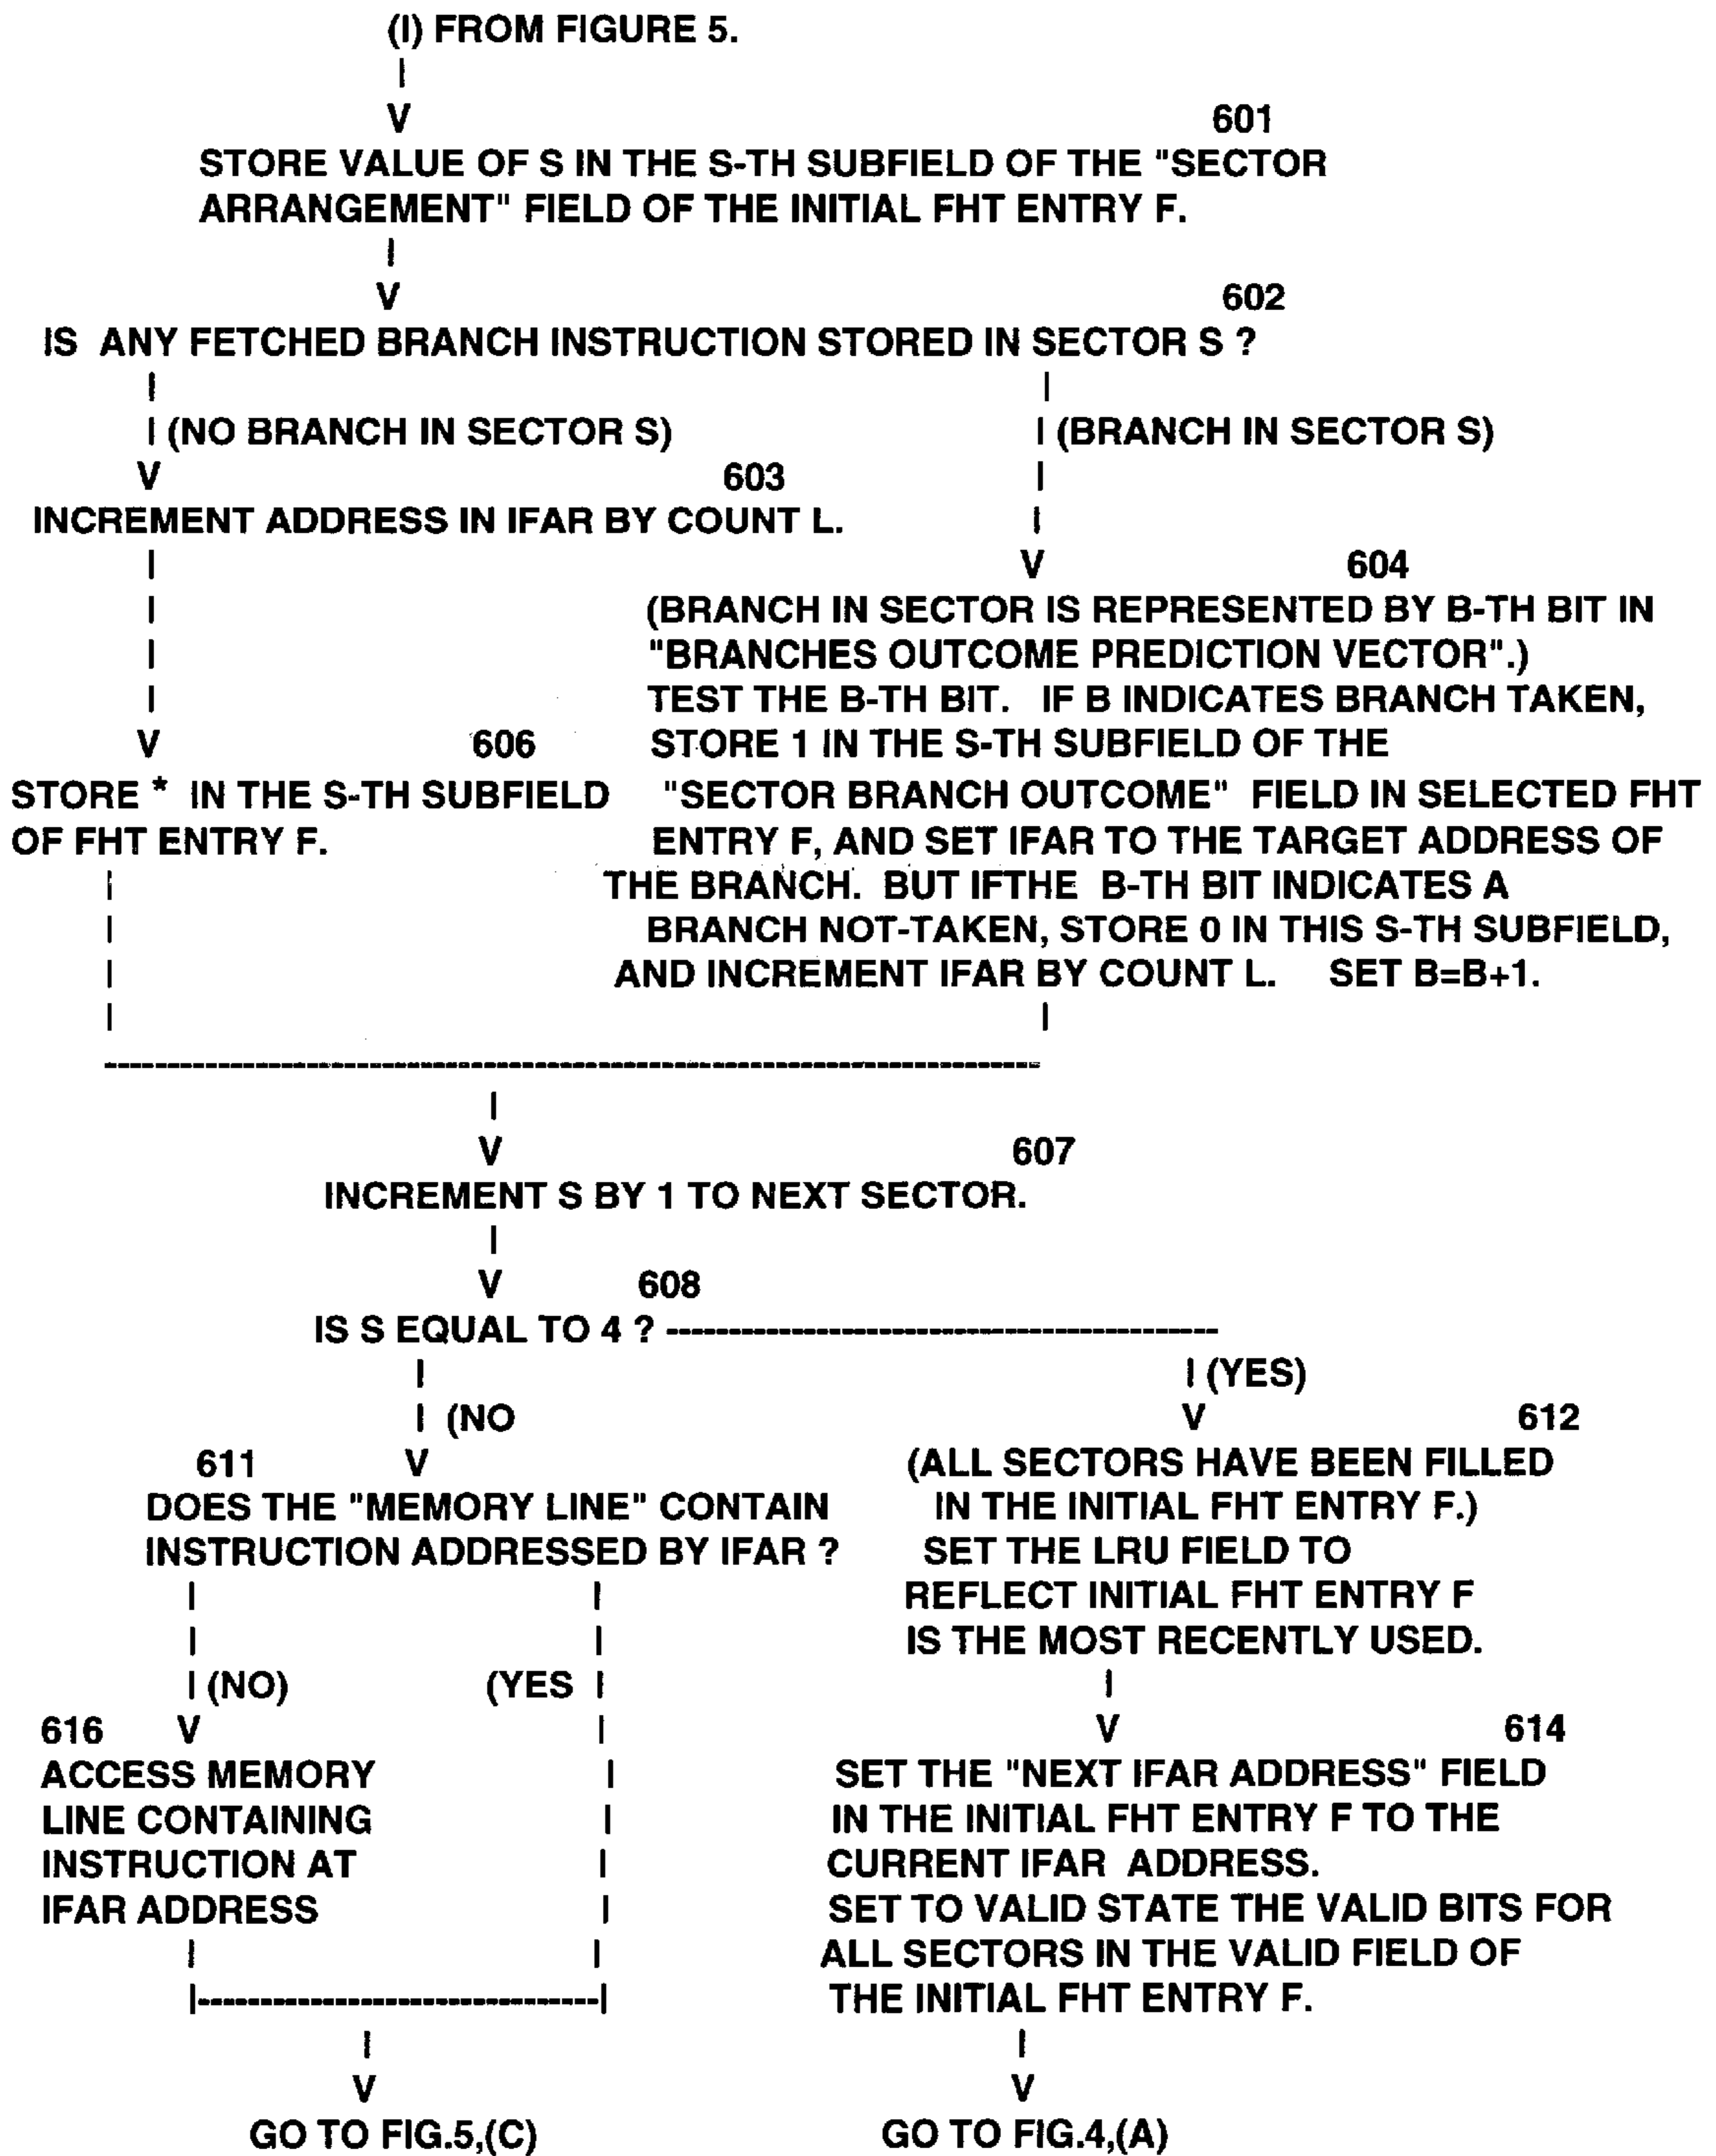 (I) FROM FIGURE 5.
601
STORE VALUE OF S IN THE S-TH SUBFIELD OF THE "SECTOR
ARRANGEMENT" FIELD OF THE INITIAL FHT ENTRY F.
602
IS ANY FETCHED BRANCH INSTRUCTION STORED IN SECTOR S ?
(NO BRANCH IN SECTOR S)
(BRANCH IN SECTOR S)
603
INCREMENT ADDRESS IN IFAR BY COUNT L.
604
(BRANCH IN SECTOR IS REPRESENTED BY B-TH BIT IN
"BRANCHES OUTCOME PREDICTION VECTOR".)
TEST THE B-TH BIT. IF B INDICATES BRANCH TAKEN,
STORE 1 IN THE S-TH SUBFIELD OF THE
"SECTOR BRANCH OUTCOME" FIELD IN SELECTED FHT
ENTRY F, AND SET IFAR TO THE TARGET ADDRESS OF
THE BRANCH. BUT IFTHE B-TH BIT INDICATES A
BRANCH NOT-TAKEN, STORE 0 IN THIS S-TH SUBFIELD,
AND INCREMENT IFAR BY COUNT L. SET B=B+1.
606
STORE * IN THE S-TH SUBFIELD
OF FHT ENTRY F.
607
INCREMENT S BY 1 TO NEXT SECTOR.
608
IS S EQUAL TO 4 ?
(NO
(YES)
611
DOES THE "MEMORY LINE" CONTAIN
INSTRUCTION ADDRESSED BY IFAR ?
612
(ALL SECTORS HAVE BEEN FILLED
IN THE INITIAL FHT ENTRY F.)
SET THE LRU FIELD TO
REFLECT INITIAL FHT ENTRY F
IS THE MOST RECENTLY USED.
(NO)
(YES
616
ACCESS MEMORY
LINE CONTAINING
INSTRUCTION AT
IFAR ADDRESS
614
SET THE "NEXT IFAR ADDRESS" FIELD
IN THE INITIAL FHT ENTRY F TO THE
CURRENT IFAR ADDRESS.
SET TO VALID STATE THE VALID BITS FOR
ALL SECTORS IN THE VALID FIELD OF
THE INITIAL FHT ENTRY F.
GO TO FIG.5,(C)
GO TO FIG.4,(A)